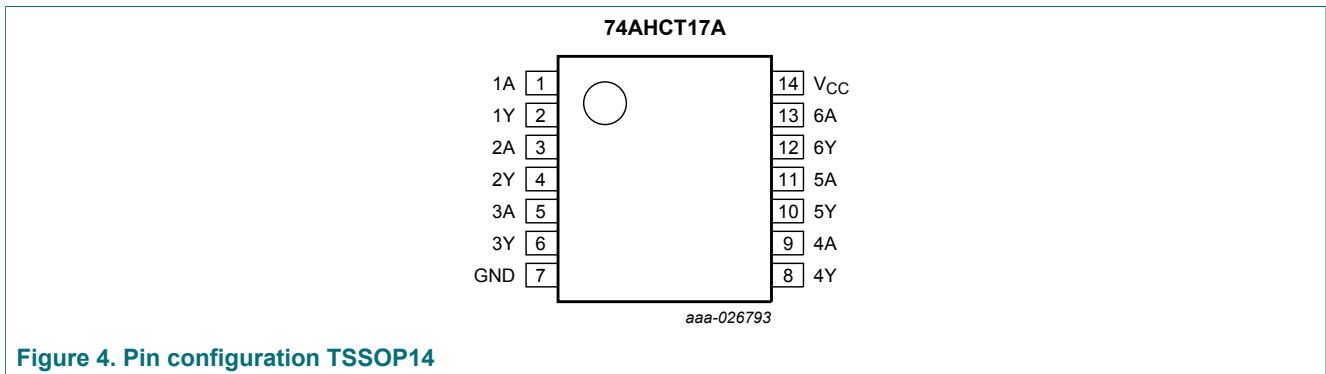 74AHCT17A
1A 1 14 VCC
1Y 2 13 6A
2A 3 12 6Y
2Y 4 11 5A
3A 5 10 5Y
3Y 6 9 4A
GND 7 8 4Y
aaa-026793
Figure 4. Pin configuration TSSOP14